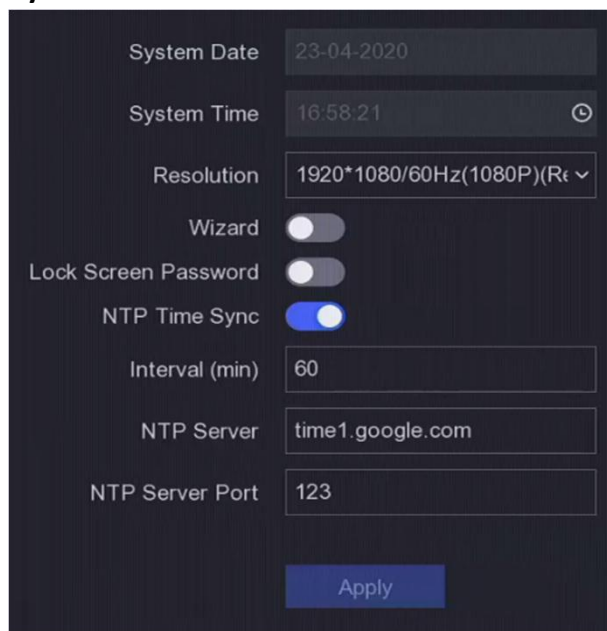 System Date 23-04-2020
System Time 16:58:21
Resolution 1920*1080/60Hz(1080P)(Re
Wizard
Lock Screen Password
NTP Time Sync
Interval (min) 60
NTP Server time1.google.com
NTP Server Port 123
Apply